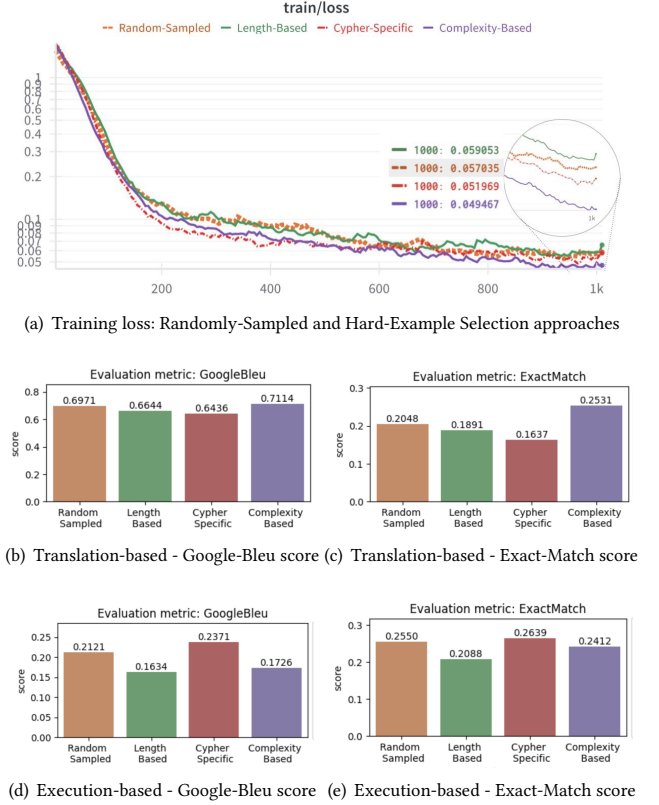 train/loss
Random-Sampled Length-Based Cypher-Specific Complexity-Based
1
0.9
0.8
0.7
0.6
0.5
0.4
0.3
0.2
0.1
0.09
0.08
0.07
0.06
0.05
1000: 0.059053
1000: 0.057035
1000: 0.051969
1000: 0.049467
1k
200 400 600 800 1k
(a) Training loss: Randomly-Sampled and Hard-Example Selection approaches
Evaluation metric: GoogleBleu
score
0.8
0.6
0.4
0.2
0.0
0.6971 0.6644 0.6436 0.7114
Random Sampled Length Based Cypher Specific Complexity Based
Evaluation metric: ExactMatch
score
0.3
0.2
0.1
0.0
0.2048 0.1891 0.1637 0.2531
Random Sampled Length Based Cypher Specific Complexity Based
(b) Translation-based - Google-Bleu score (c) Translation-based - Exact-Match score
Evaluation metric: GoogleBleu
score
0.25
0.20
0.15
0.10
0.05
0.00
0.2121 0.1634 0.2371 0.1726
Random Sampled Length Based Cypher Specific Complexity Based
Evaluation metric: ExactMatch
score
0.3
0.2
0.1
0.0
0.2550 0.2088 0.2639 0.2412
Random Sampled Length Based Cypher Specific Complexity Based
(d) Execution-based - Google-Bleu score (e) Execution-based - Exact-Match score